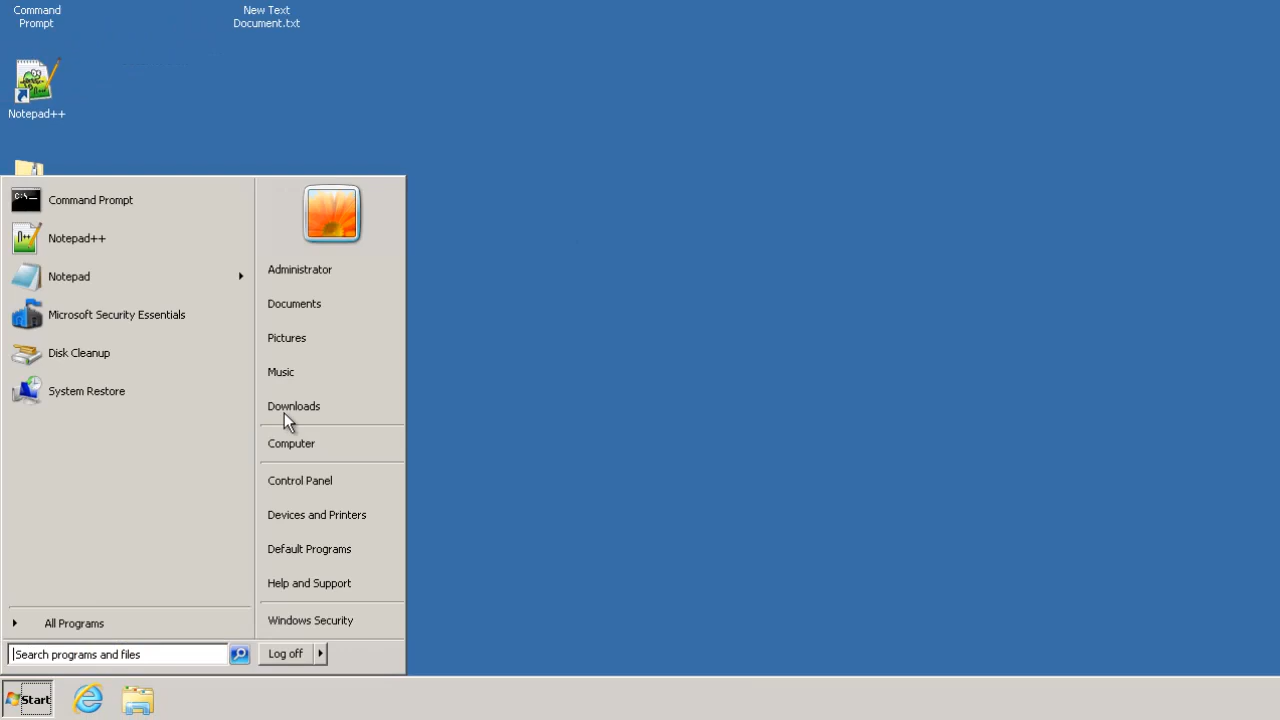 Command
Prompt
New Text
Document.txt
Notepad++
Command Prompt
Notepad++
Notepad
Microsoft Security Essentials
Disk Cleanup
System Restore
All Programs
Search programs and files
Administrator
Documents
Pictures
Music
Downloads
Computer
Control Panel
Devices and Printers
Default Programs
Help and Support
Windows Security
Log off
Start